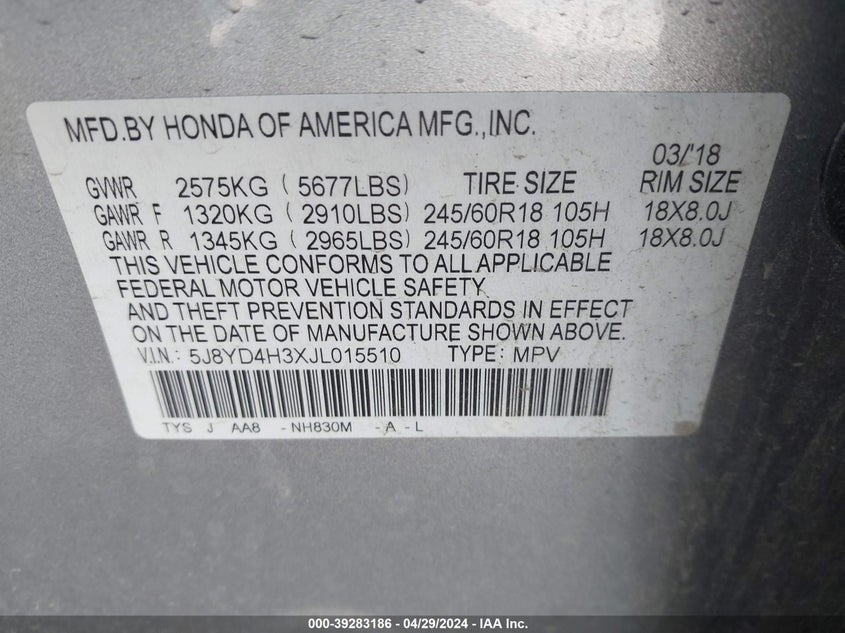 MFD.BY HONDA OF AMERICA MFG.,INC.
03/'18
GVWR 2575KG ( 5677LBS) TIRE SIZE RIM SIZE
GAWR F 1320KG ( 2910LBS) 245/60R18 105H 18X8.0J
GAWR R 1345KG ( 2965LBS) 245/60R18 105H 18X8.0J
THIS VEHICLE CONFORMS TO ALL APPLICABLE
FEDERAL MOTOR VEHICLE SAFETY
AND THEFT PREVENTION STANDARDS IN EFFECT
ON THE DATE OF MANUFACTURE SHOWN ABOVE.
V.I.N.: 5J8YD4H3XJL015510 TYPE: MPV
TYS J AA8 -NH830M -A -L
000-39283186 - 04/29/2024 - IAA Inc.